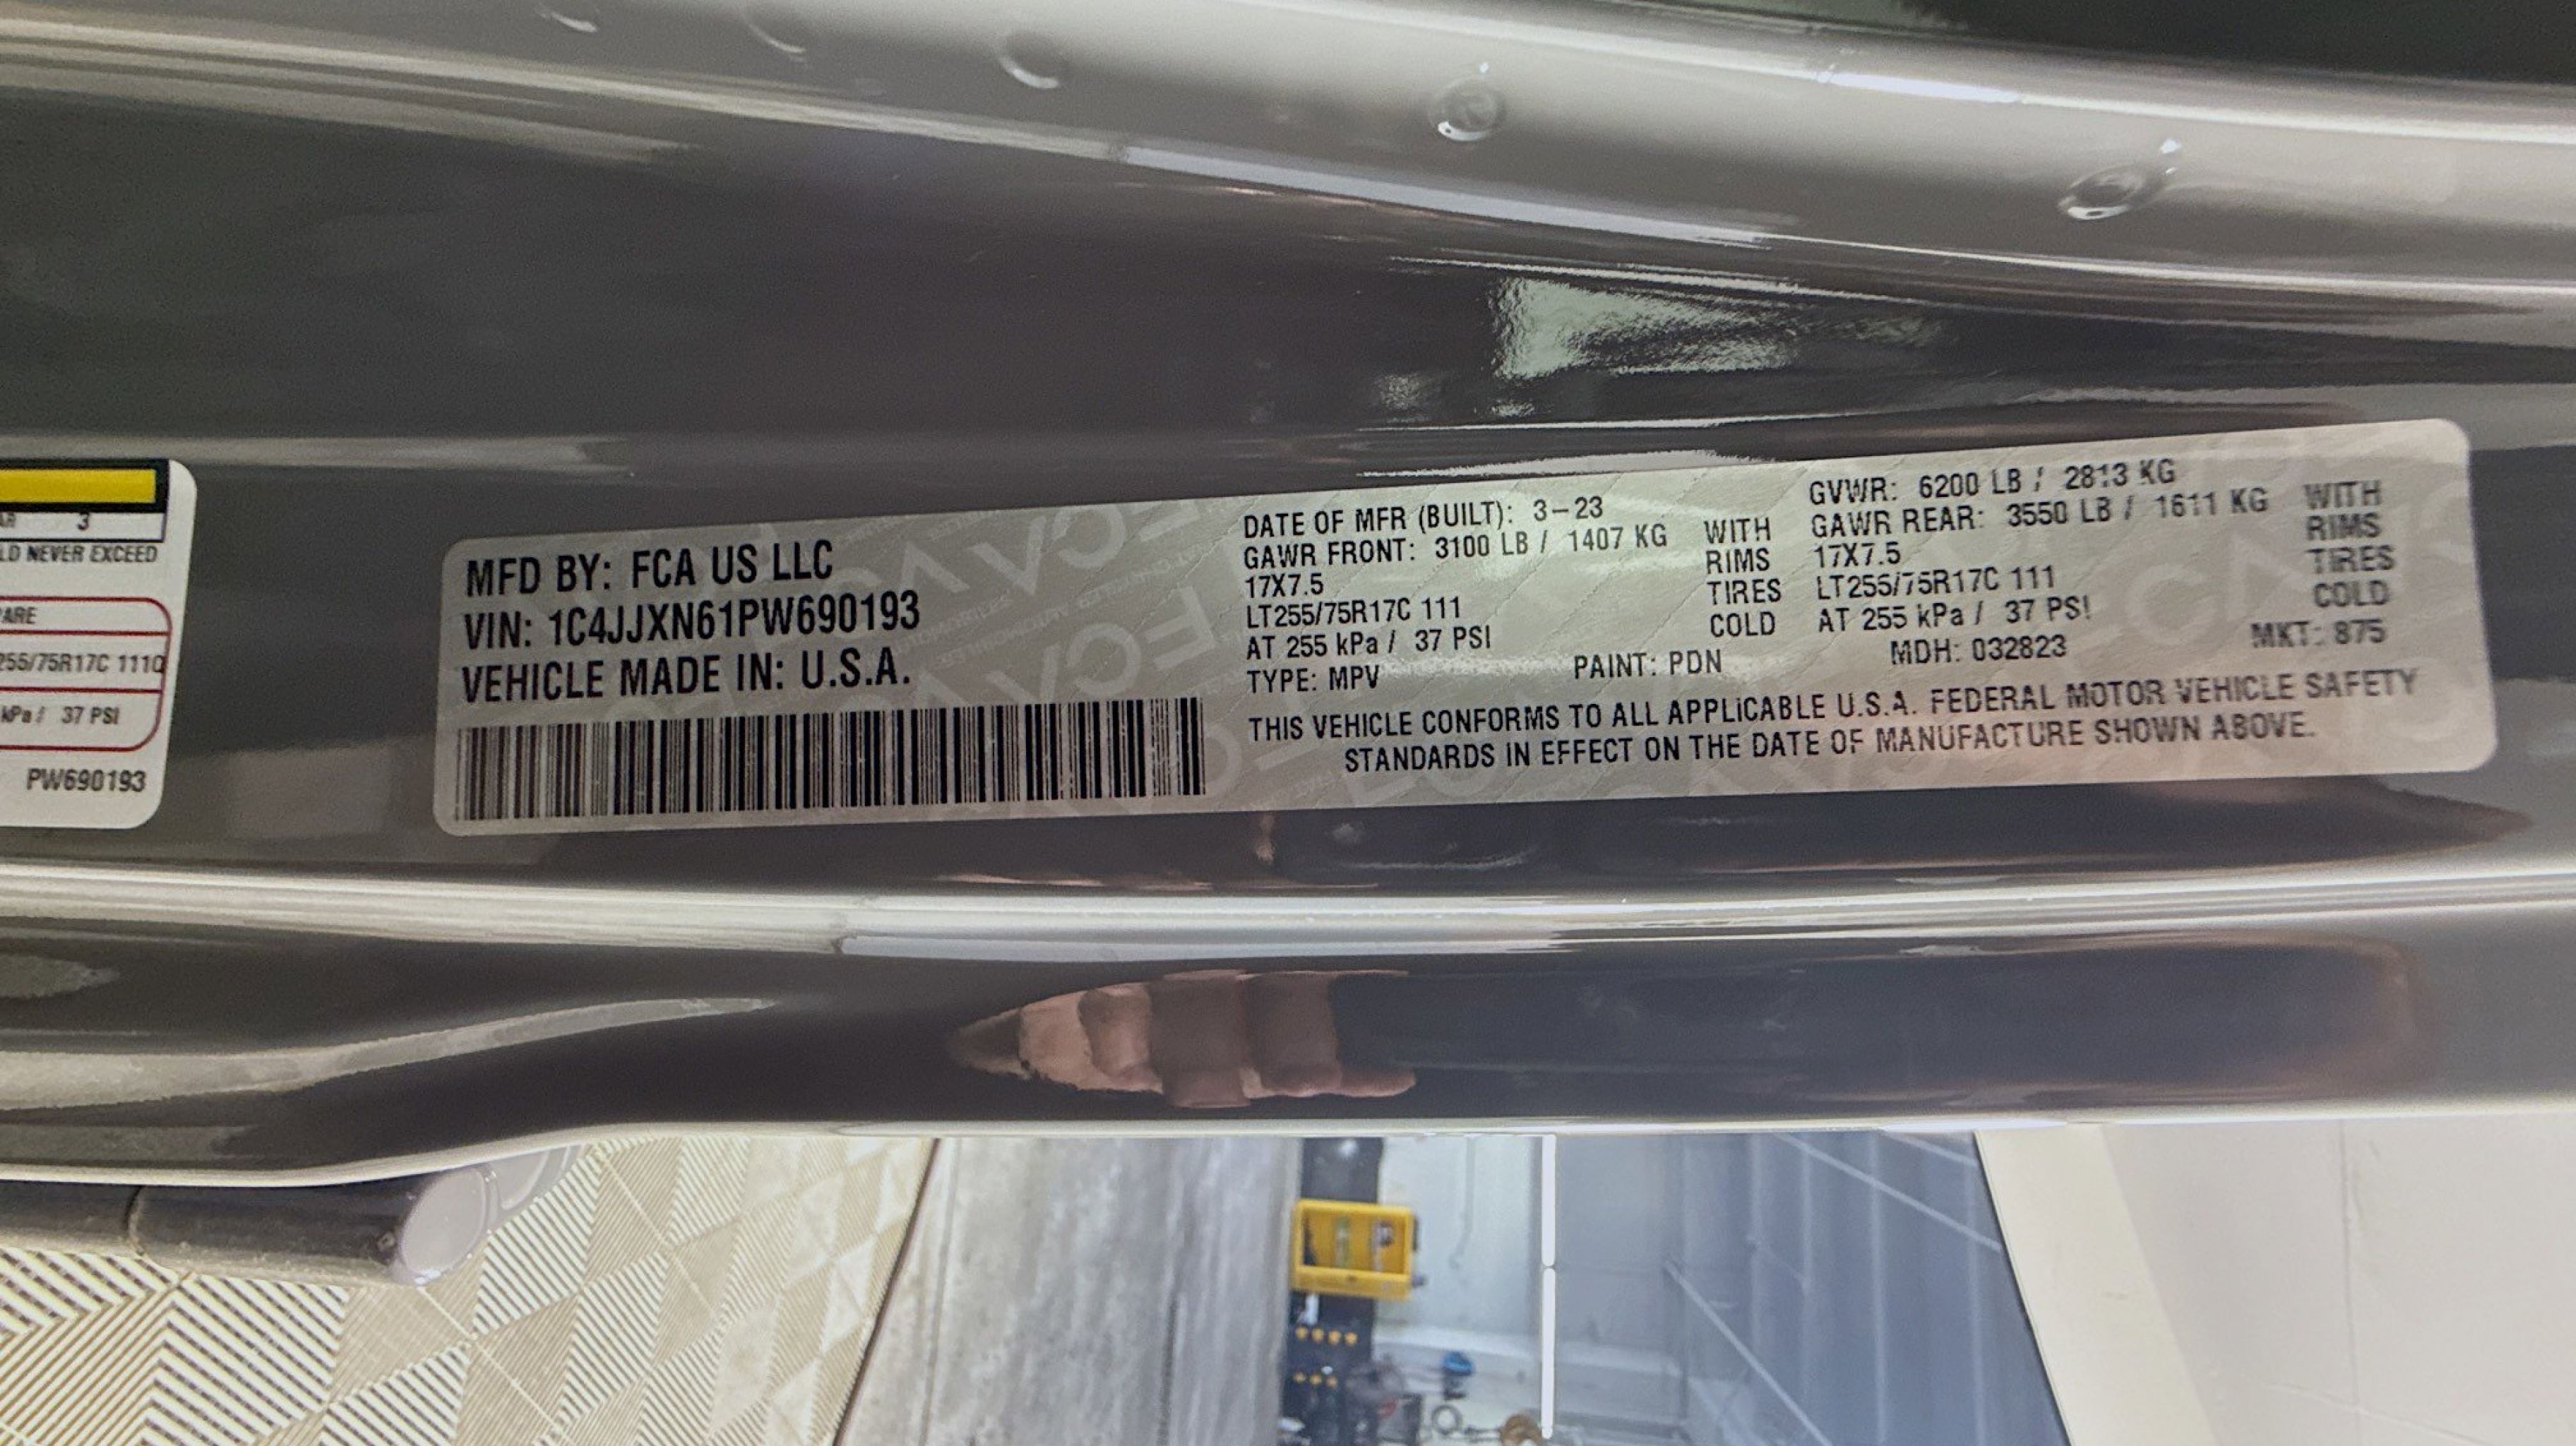 3
LD NEVER EXCEED
ARE
255/75R17C 111Q
kPa / 37 PSI
PW690193
MFD BY: FCA US LLC
VIN: 1C4JJXN61PW690193
VEHICLE MADE IN: U.S.A.
DATE OF MFR (BUILT): 3-23 GVWR: 6200 LB / 2813 KG
GAWR FRONT: 3100 LB / 1407 KG WITH GAWR REAR: 3550 LB / 1611 KG WITH
17X7.5 RIMS 17X7.5 RIMS
LT255/75R17C 111 TIRES LT255/75R17C 111 TIRES
AT 255 kPa / 37 PSI COLD AT 255 kPa / 37 PSI COLD
TYPE: MPV PAINT: PDN MDH: 032823 MKT: 875
THIS VEHICLE CONFORMS TO ALL APPLICABLE U.S.A. FEDERAL MOTOR VEHICLE SAFETY
STANDARDS IN EFFECT ON THE DATE OF MANUFACTURE SHOWN ABOVE.